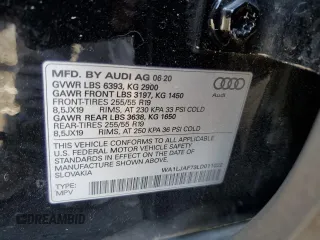 MFD. BY AUDI AG 06 20
GVWR LBS 6393, KG 2900
GAWR FRONT LBS 3197, KG 1450
FRONT-TIRES 255/55 R19
8,5JX19 RIMS, AT 230 KPA 33 PSI COLD
GAWR REAR LBS 3638, KG 1650
REAR-TIRES 255/55 R19
8,5JX19 RIMS, AT 250 KPA 36 PSI COLD
Audi
THIS VEHICLE CONFORMS TO ALL APPLICABLE
U.S. FEDERAL MOTOR VEHICLE SAFETY
STANDARDS IN EFFECT ON THE DATE OF
MANUFACTURE SHOWN ABOVE.
SLOVAKIA
TYPE:
MPV
DREAMBID